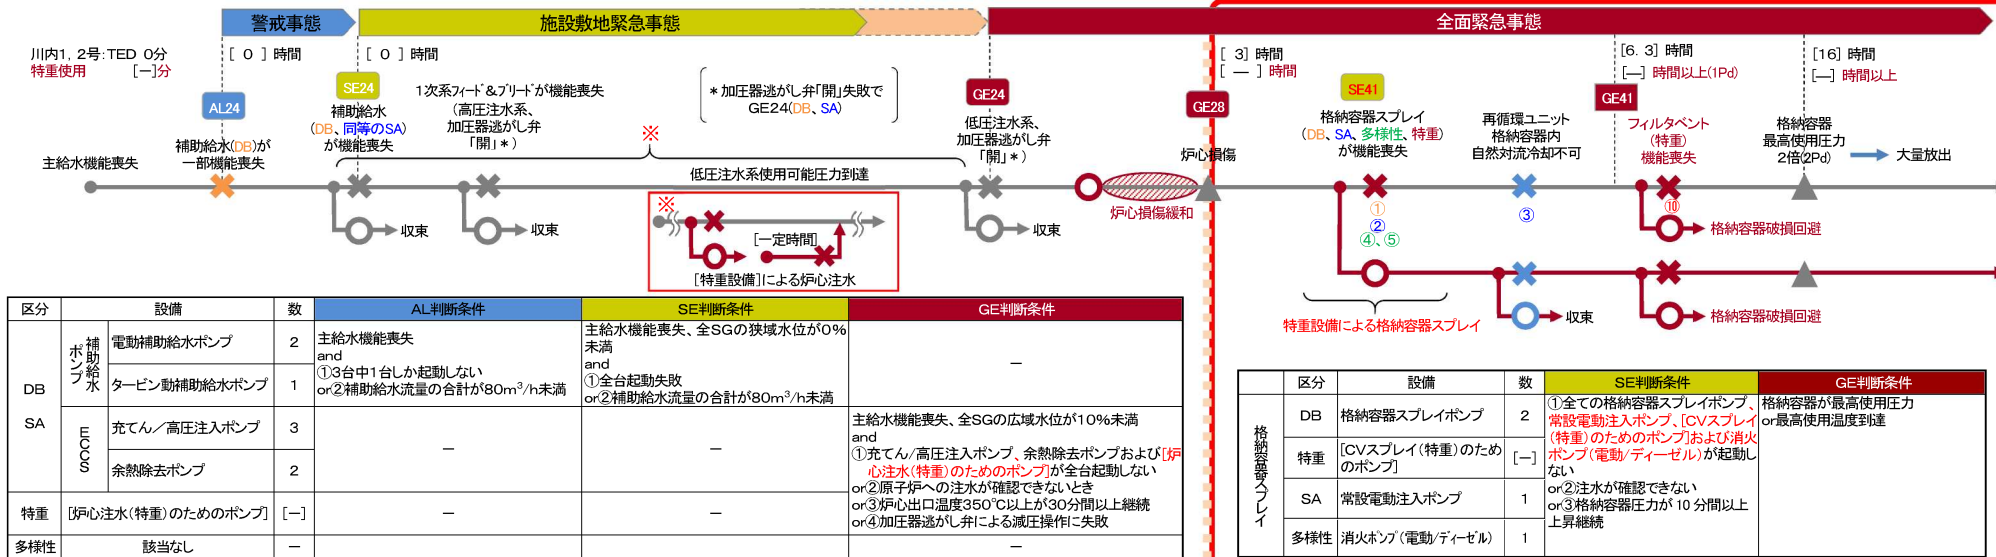 警戒事態
施設敷地緊急事態
全面緊急事態
川内1, 2号:TED 0分
特重使用 [―]分
[ 0 ] 時間
[ 0 ] 時間
[ 3] 時間
[ ― ] 時間
[6. 3] 時間
[―] 時間以上(1Pd)
[16] 時間
[―] 時間以上
AL24
SE24
GE24
GE28
SE41
GE41
主給水機能喪失
補助給水(DB)が
一部機能喪失
補助給水
(DB、同等のSA)
が機能喪失
1次系フィード&ブリードが機能喪失
(高圧注水系、
加圧器逃がし弁
「開」*)
*加圧器逃がし弁「開」失敗で
GE24(DB、SA)
※
低圧注水系使用可能圧力到達
低圧注水系、
加圧器逃がし弁
「開」*)
炉心損傷
炉心損傷緩和
格納容器スプレイ
(DB、SA、多様性、特重)
が機能喪失
再循環ユニット
格納容器内
自然対流冷却不可
フィルタベント
(特重)
機能喪失
格納容器
最高使用圧力
2倍(2Pd)
大量放出
①
②
④、⑤
③
⑩
収束
収束
収束
格納容器破損回避
※
[一定時間]
[特重設備]による炉心注水
特重設備による格納容器スプレイ
収束
格納容器破損回避
区分 設備 数 AL判断条件 SE判断条件 GE判断条件
DB
SA
補助給水
ポンプ
電動補助給水ポンプ 2
タービン動補助給水ポンプ 1
主給水機能喪失
and
①3台中1台しか起動しない
or②補助給水流量の合計が80m³/h未満
主給水機能喪失、全SGの狭域水位が0%
未満
and
①全台起動失敗
or②補助給水流量の合計が80m³/h未満
―
ECCS
充てん/高圧注入ポンプ 3
余熱除去ポンプ 2
―
―
主給水機能喪失、全SGの広域水位が10%未満
and
①充てん/高圧注入ポンプ、余熱除去ポンプおよび[炉
心注水(特重)のためのポンプ]が全台起動しない
or②原子炉への注水が確認できないとき
or③炉心出口温度350℃以上が30分間以上継続
or④加圧器逃がし弁による減圧操作に失敗
特重 [炉心注水(特重)のためのポンプ] [―] ― ―
多様性 該当なし ― ―
区分 設備 数 SE判断条件 GE判断条件
格納容器スプレイ
DB 格納容器スプレイポンプ 2
特重 [CVスプレイ(特重)のため
のポンプ] [―]
SA 常設電動注入ポンプ 1
多様性 消火ポンプ(電動/ディーゼル) 1
①全ての格納容器スプレイポンプ、
常設電動注入ポンプ、[CVスプレイ
(特重)のためのポンプ]および消火
ポンプ(電動/ディーゼル)が起動し
ない
or②注水が確認できない
or③格納容器圧力が 10 分間以上
上昇継続
格納容器が最高使用圧力
or最高使用温度到達